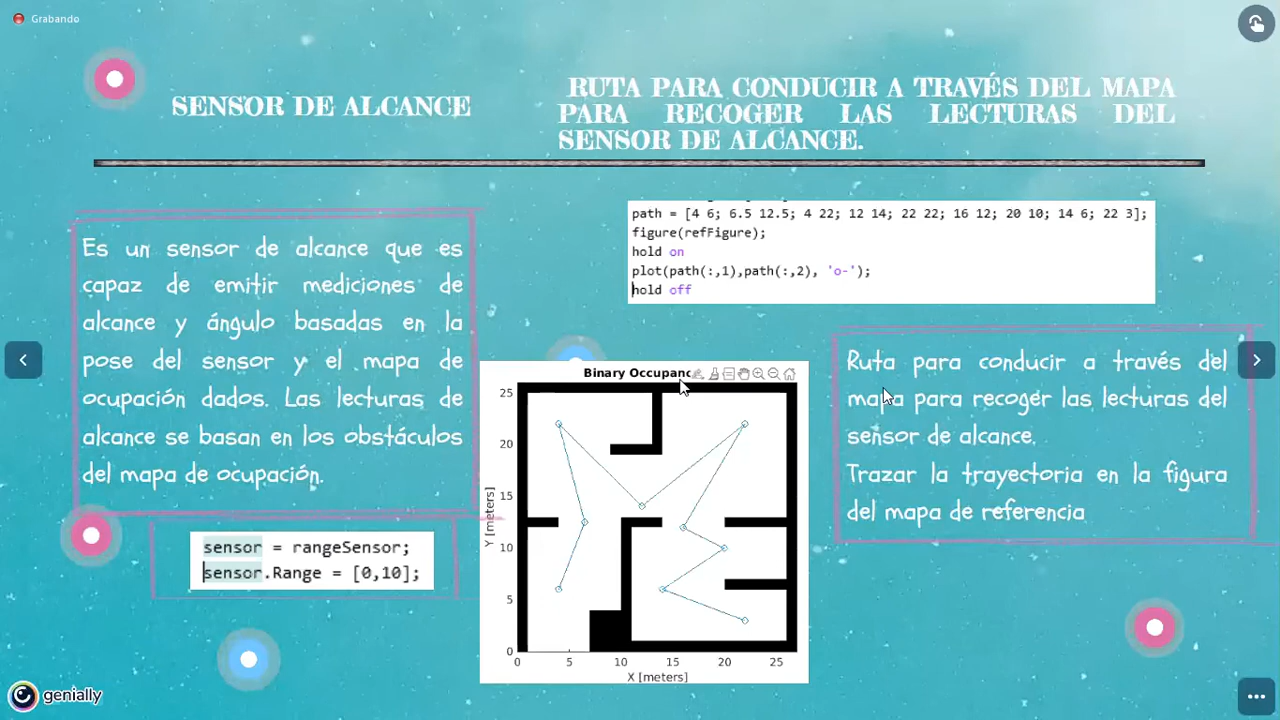 Grabando
SENSOR DE ALCANCE
RUTA PARA CONDUCIR A TRAVÉS DEL MAPA
PARA RECOGER LAS LECTURAS DEL
SENSOR DE ALCANCE.
Es un sensor de alcance que es
capaz de emitir mediciones de
alcance y ángulo basadas en la
pose del sensor y el mapa de
ocupación dados. Las lecturas de
alcance se basan en los obstáculos
del mapa de ocupación.
sensor = rangeSensor;
sensor.Range = [0,10];
path = [4 6; 6.5 12.5; 4 22; 12 14; 22 22; 16 12; 20 10; 14 6; 22 3];
figure(refFigure);
hold on
plot(path(:,1),path(:,2), 'o-');
hold off
Binary Occupanc
25
20
15
10
5
0
Y [meters]
0 5 10 15 20 25
X [meters]
Ruta para conducir a través del
mapa para recoger las lecturas del
sensor de alcance.
Trazar la trayectoria en la figura
del mapa de referencia
genially